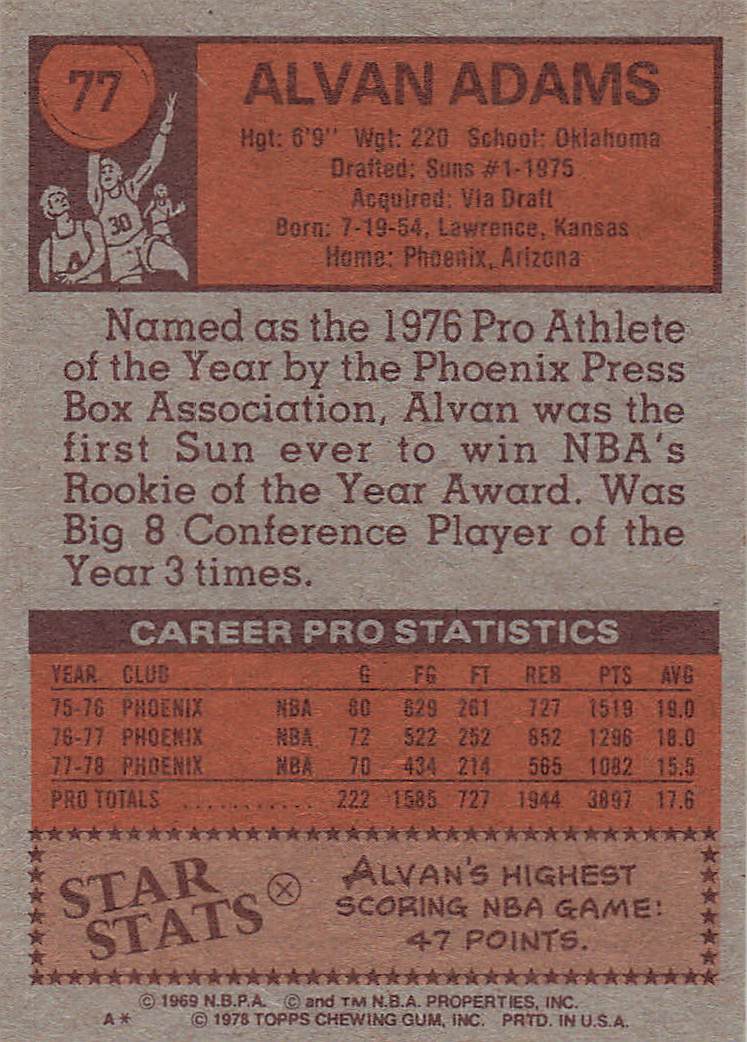 77
ALVAN ADAMS
Hgt: 6'9" Wgt: 220 School: Oklahoma
Drafted: Suns #1-1975
Acquired: Via Draft
Born: 7-19-54, Lawrence, Kansas
Home: Phoenix, Arizona
30
Named as the 1976 Pro Athlete
of the Year by the Phoenix Press
Box Association, Alvan was the
first Sun ever to win NBA's
Rookie of the Year Award. Was
Big 8 Conference Player of the
Year 3 times.
CAREER PRO STATISTICS
YEAR CLUB G FG FT REB PTS AVG
75-76 PHOENIX NBA 80 629 261 727 1519 19.0
76-77 PHOENIX NBA 72 522 252 652 1296 18.0
77-78 PHOENIX NBA 70 434 214 565 1082 15.5
PRO TOTALS ........... 222 1585 727 1944 3897 17.6
STAR
STATS
ALVAN'S HIGHEST
SCORING NBA GAME:
47 POINTS.
© 1969 N.B.P.A. © and TM N.B.A. PROPERTIES, INC.
A* © 1978 TOPPS CHEWING GUM, INC. PRTD. IN U.S.A.